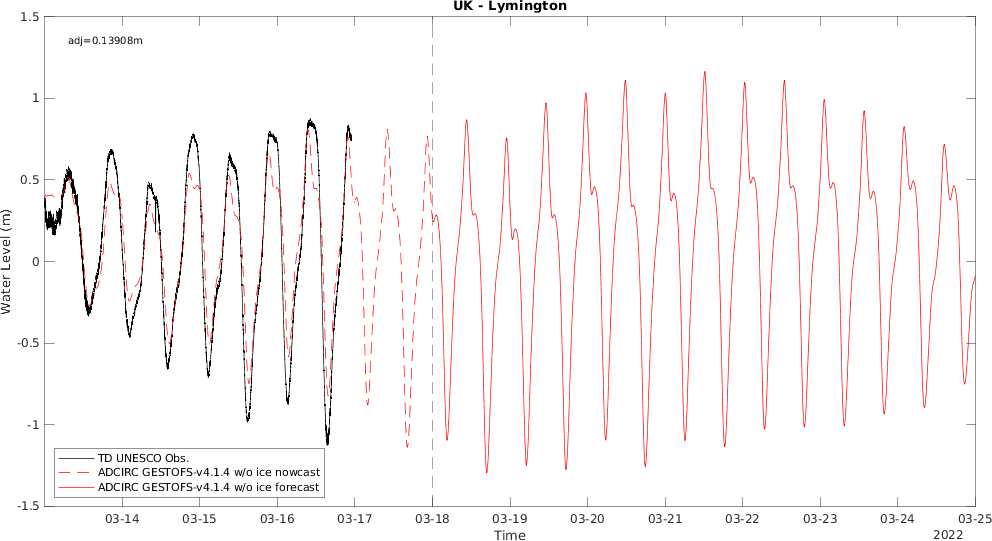 UK - Lymington
adj=0.13908m
Water Level (m)
1.5
1
0.5
0
-0.5
-1
-1.5
TD UNESCO Obs.
ADCIRC GESTOFS-v4.1.4 w/o ice nowcast
ADCIRC GESTOFS-v4.1.4 w/o ice forecast
03-14 03-15 03-16 03-17 03-18 03-19 03-20 03-21 03-22 03-23 03-24 03-25
Time
2022